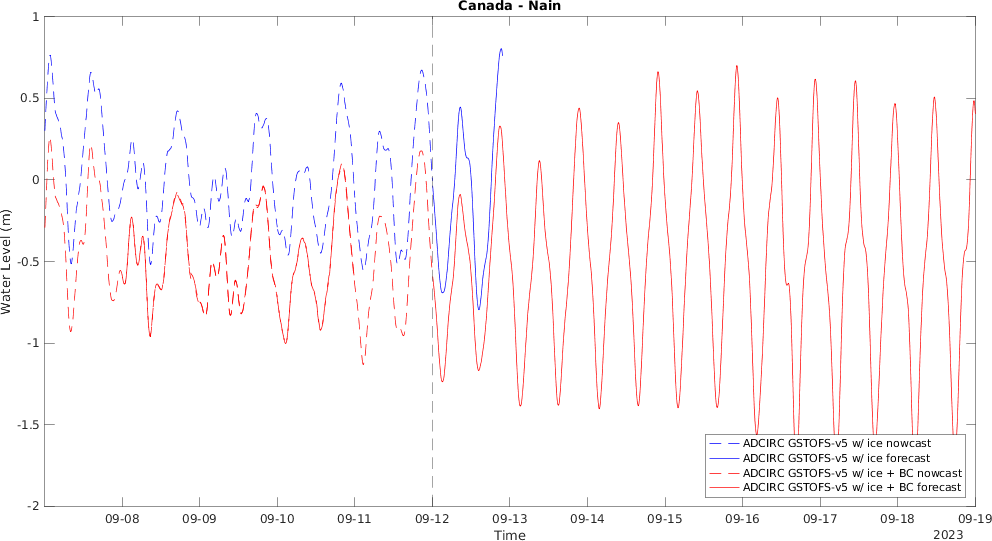 Canada - Nain
1
0.5
0
-0.5
-1
-1.5
-2
Water Level (m)
ADCIRC GSTOFS-v5 w/ ice nowcast
ADCIRC GSTOFS-v5 w/ ice forecast
ADCIRC GSTOFS-v5 w/ ice + BC nowcast
ADCIRC GSTOFS-v5 w/ ice + BC forecast
09-08 09-09 09-10 09-11 09-12 09-13 09-14 09-15 09-16 09-17 09-18 09-19
Time
2023